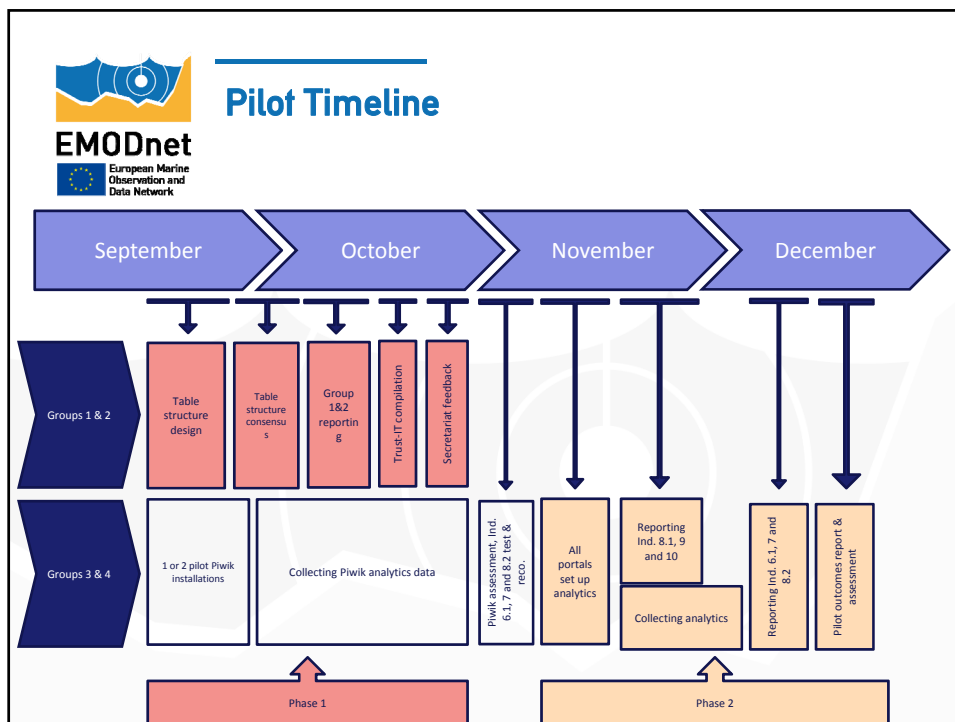 Pilot Timeline
EMODnet
European Marine
Observation and
Data Network
September
October
November
December
Groups 1 & 2
Table
structure
design
Table
structure
consensu
s
Group
1&2
reportin
g
Trust-IT compilation
Secretariat feedback
Groups 3 & 4
1 or 2 pilot Piwik
installations
Collecting Piwik analytics data
Piwik assessment, Ind.
6.1, 7 and 8.2 test &
reco.
All
portals
set up
analytics
Reporting
Ind. 8.1, 9
and 10
Collecting analytics
Reporting Ind. 6.1, 7 and
8.2
Pilot outcomes report &
assessment
Phase 1
Phase 2